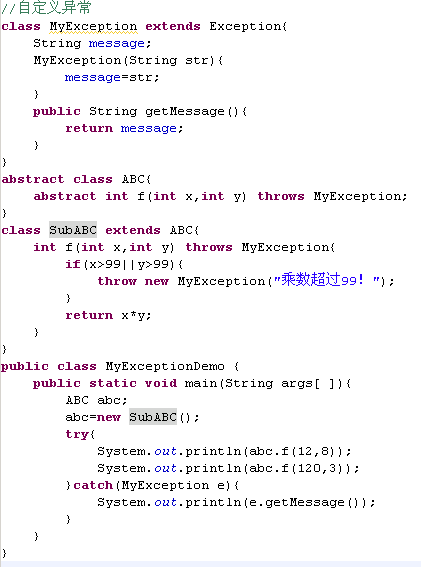 //自定义异常
class MyException extends Exception{
    String message;
    MyException(String str){
        message=str;
    }
    public String getMessage(){
        return message;
    }
}
abstract class ABC{
    abstract int f(int x,int y) throws MyException;
}
class SubABC extends ABC{
    int f(int x,int y) throws MyException{
        if(x>99||y>99){
            throw new MyException("乘数超过99！");
        }
        return x*y;
    }
}
public class MyExceptionDemo {
    public static void main(String args[ ]){
        ABC abc;
        abc=new SubABC();
        try{
            System.out.println(abc.f(12,8));
            System.out.println(abc.f(120,3));
        }catch(MyException e){
            System.out.println(e.getMessage());
        }
    }
}